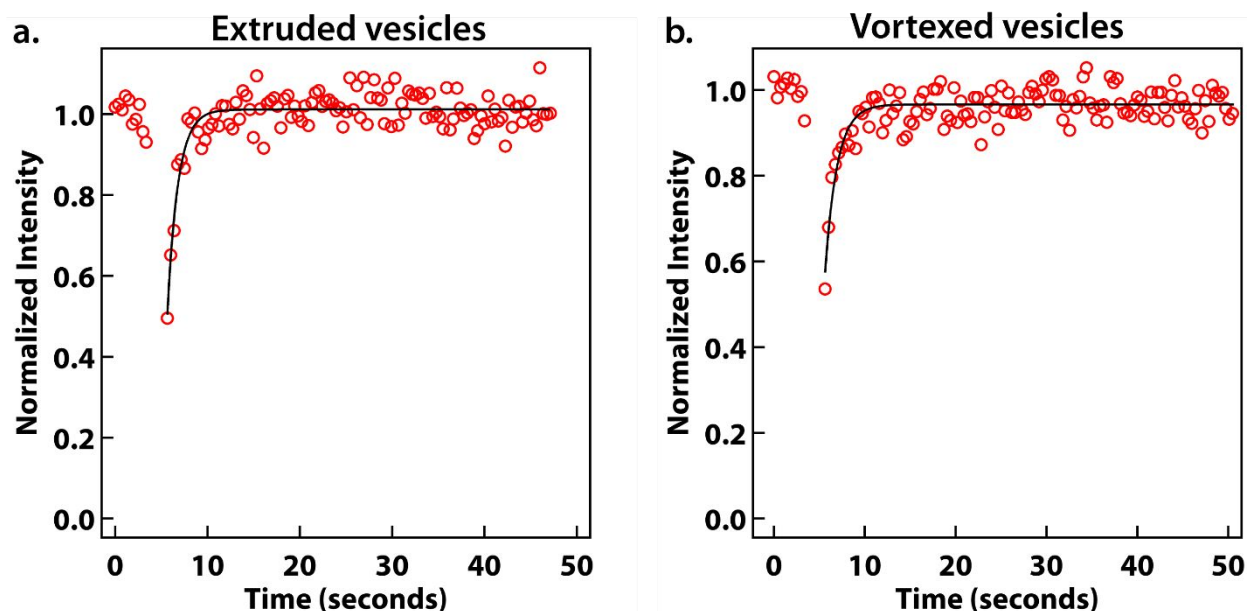 a.
Extruded vesicles
Normalized Intensity
1.0
0.8
0.6
0.4
0.2
0.0
0 10 20 30 40 50
Time (seconds)
b.
Vortexed vesicles
Normalized Intensity
1.0
0.8
0.6
0.4
0.2
0.0
0 10 20 30 40 50
Time (seconds)